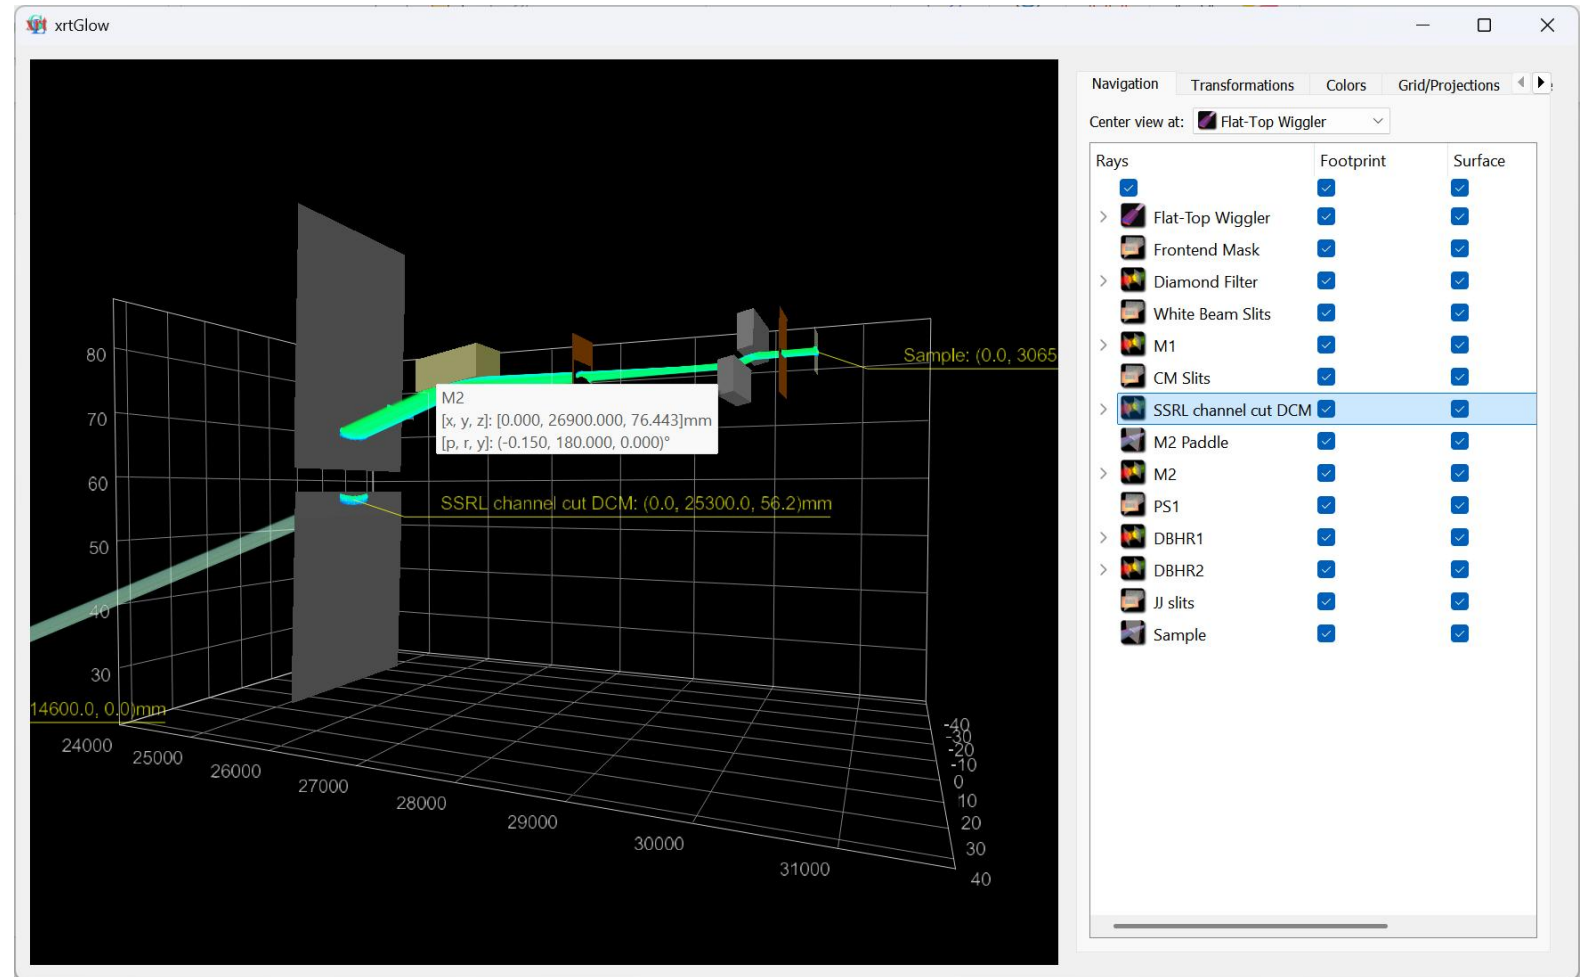 xrtGlow
Navigation Transformations Colors Grid/Projections
Center view at: Flat-Top Wiggler
Rays Footprint Surface
Flat-Top Wiggler
Frontend Mask
Diamond Filter
White Beam Slits
M1
CM Slits
SSRL channel cut DCM
M2 Paddle
M2
PS1
DBHR1
DBHR2
JJ slits
Sample
80
70
60
50
40
30
Sample: (0.0, 3065
M2
[x, y, z]: [0.000, 26900.000, 76.443]mm
[p, r, y]: (-0.150, 180.000, 0.000)°
SSRL channel cut DCM: (0.0, 25300.0, 56.2)mm
14600.0, 0.0)mm
24000
25000
26000
27000
28000
29000
30000
31000
-40
-30
-20
-10
0
10
20
30
40